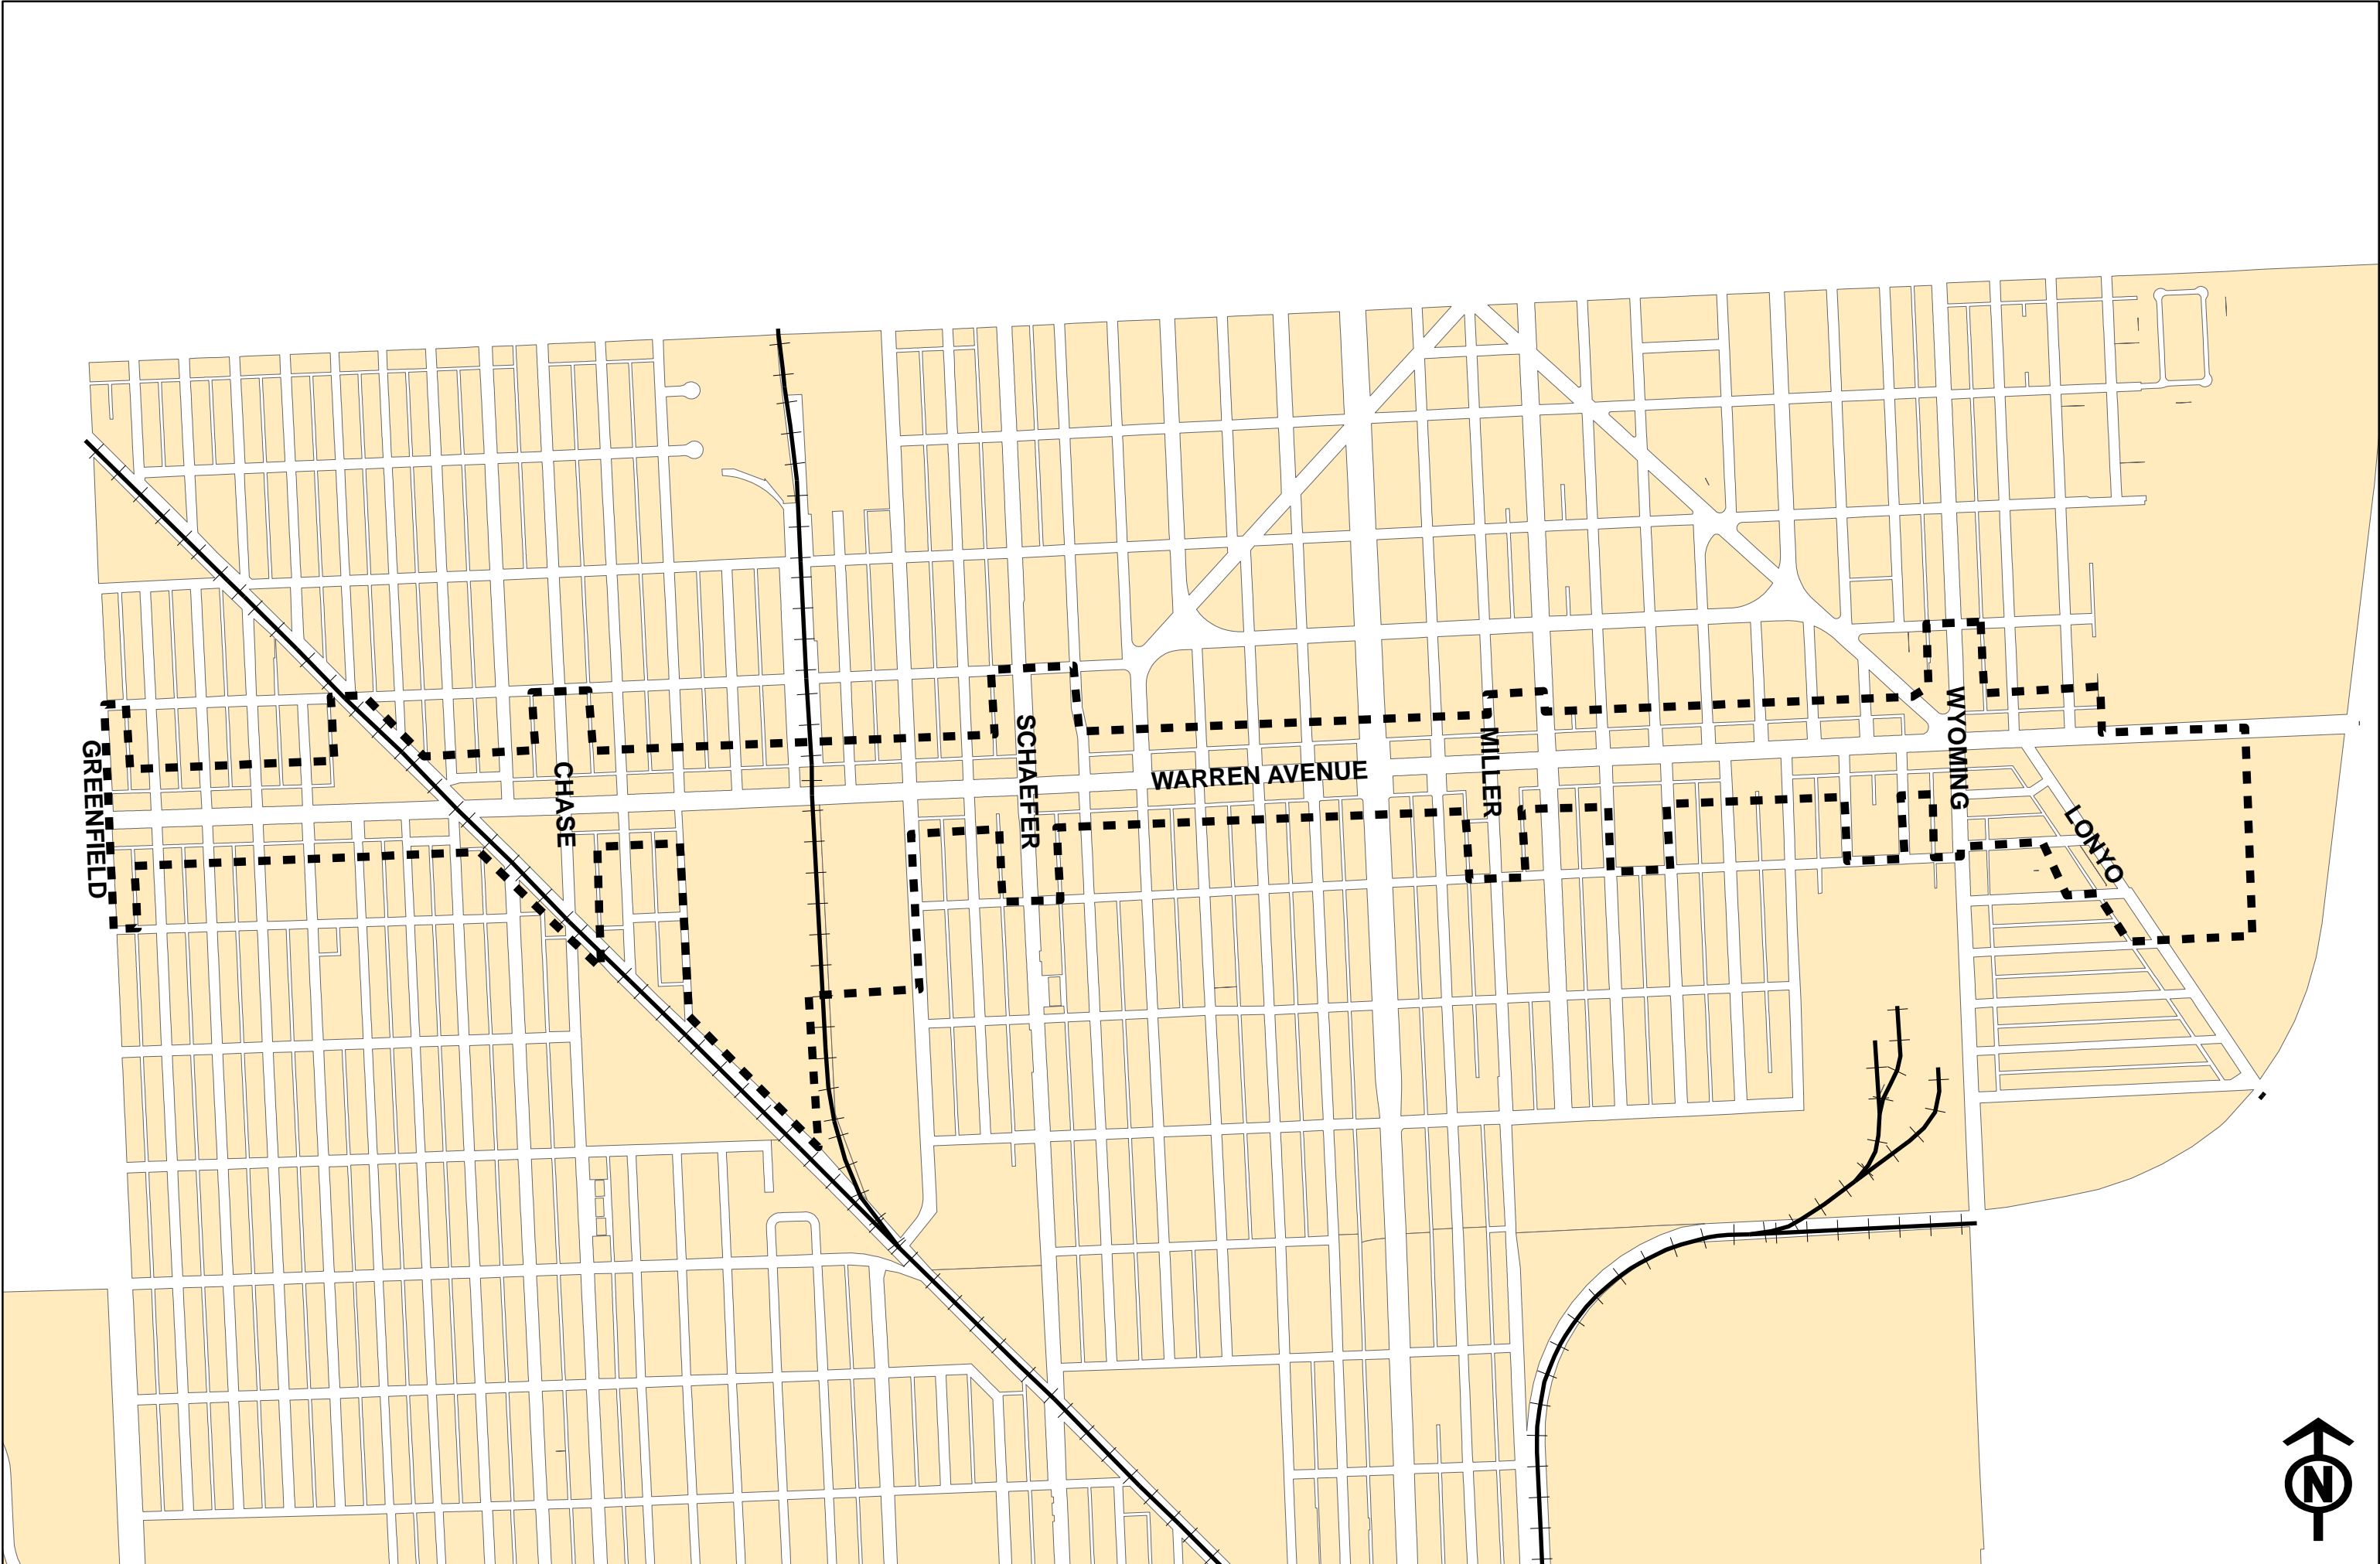 GREENFIELD
CHASE
SCHAEFER
WARREN AVENUE
MILLER
WYOMING
LONYO
N